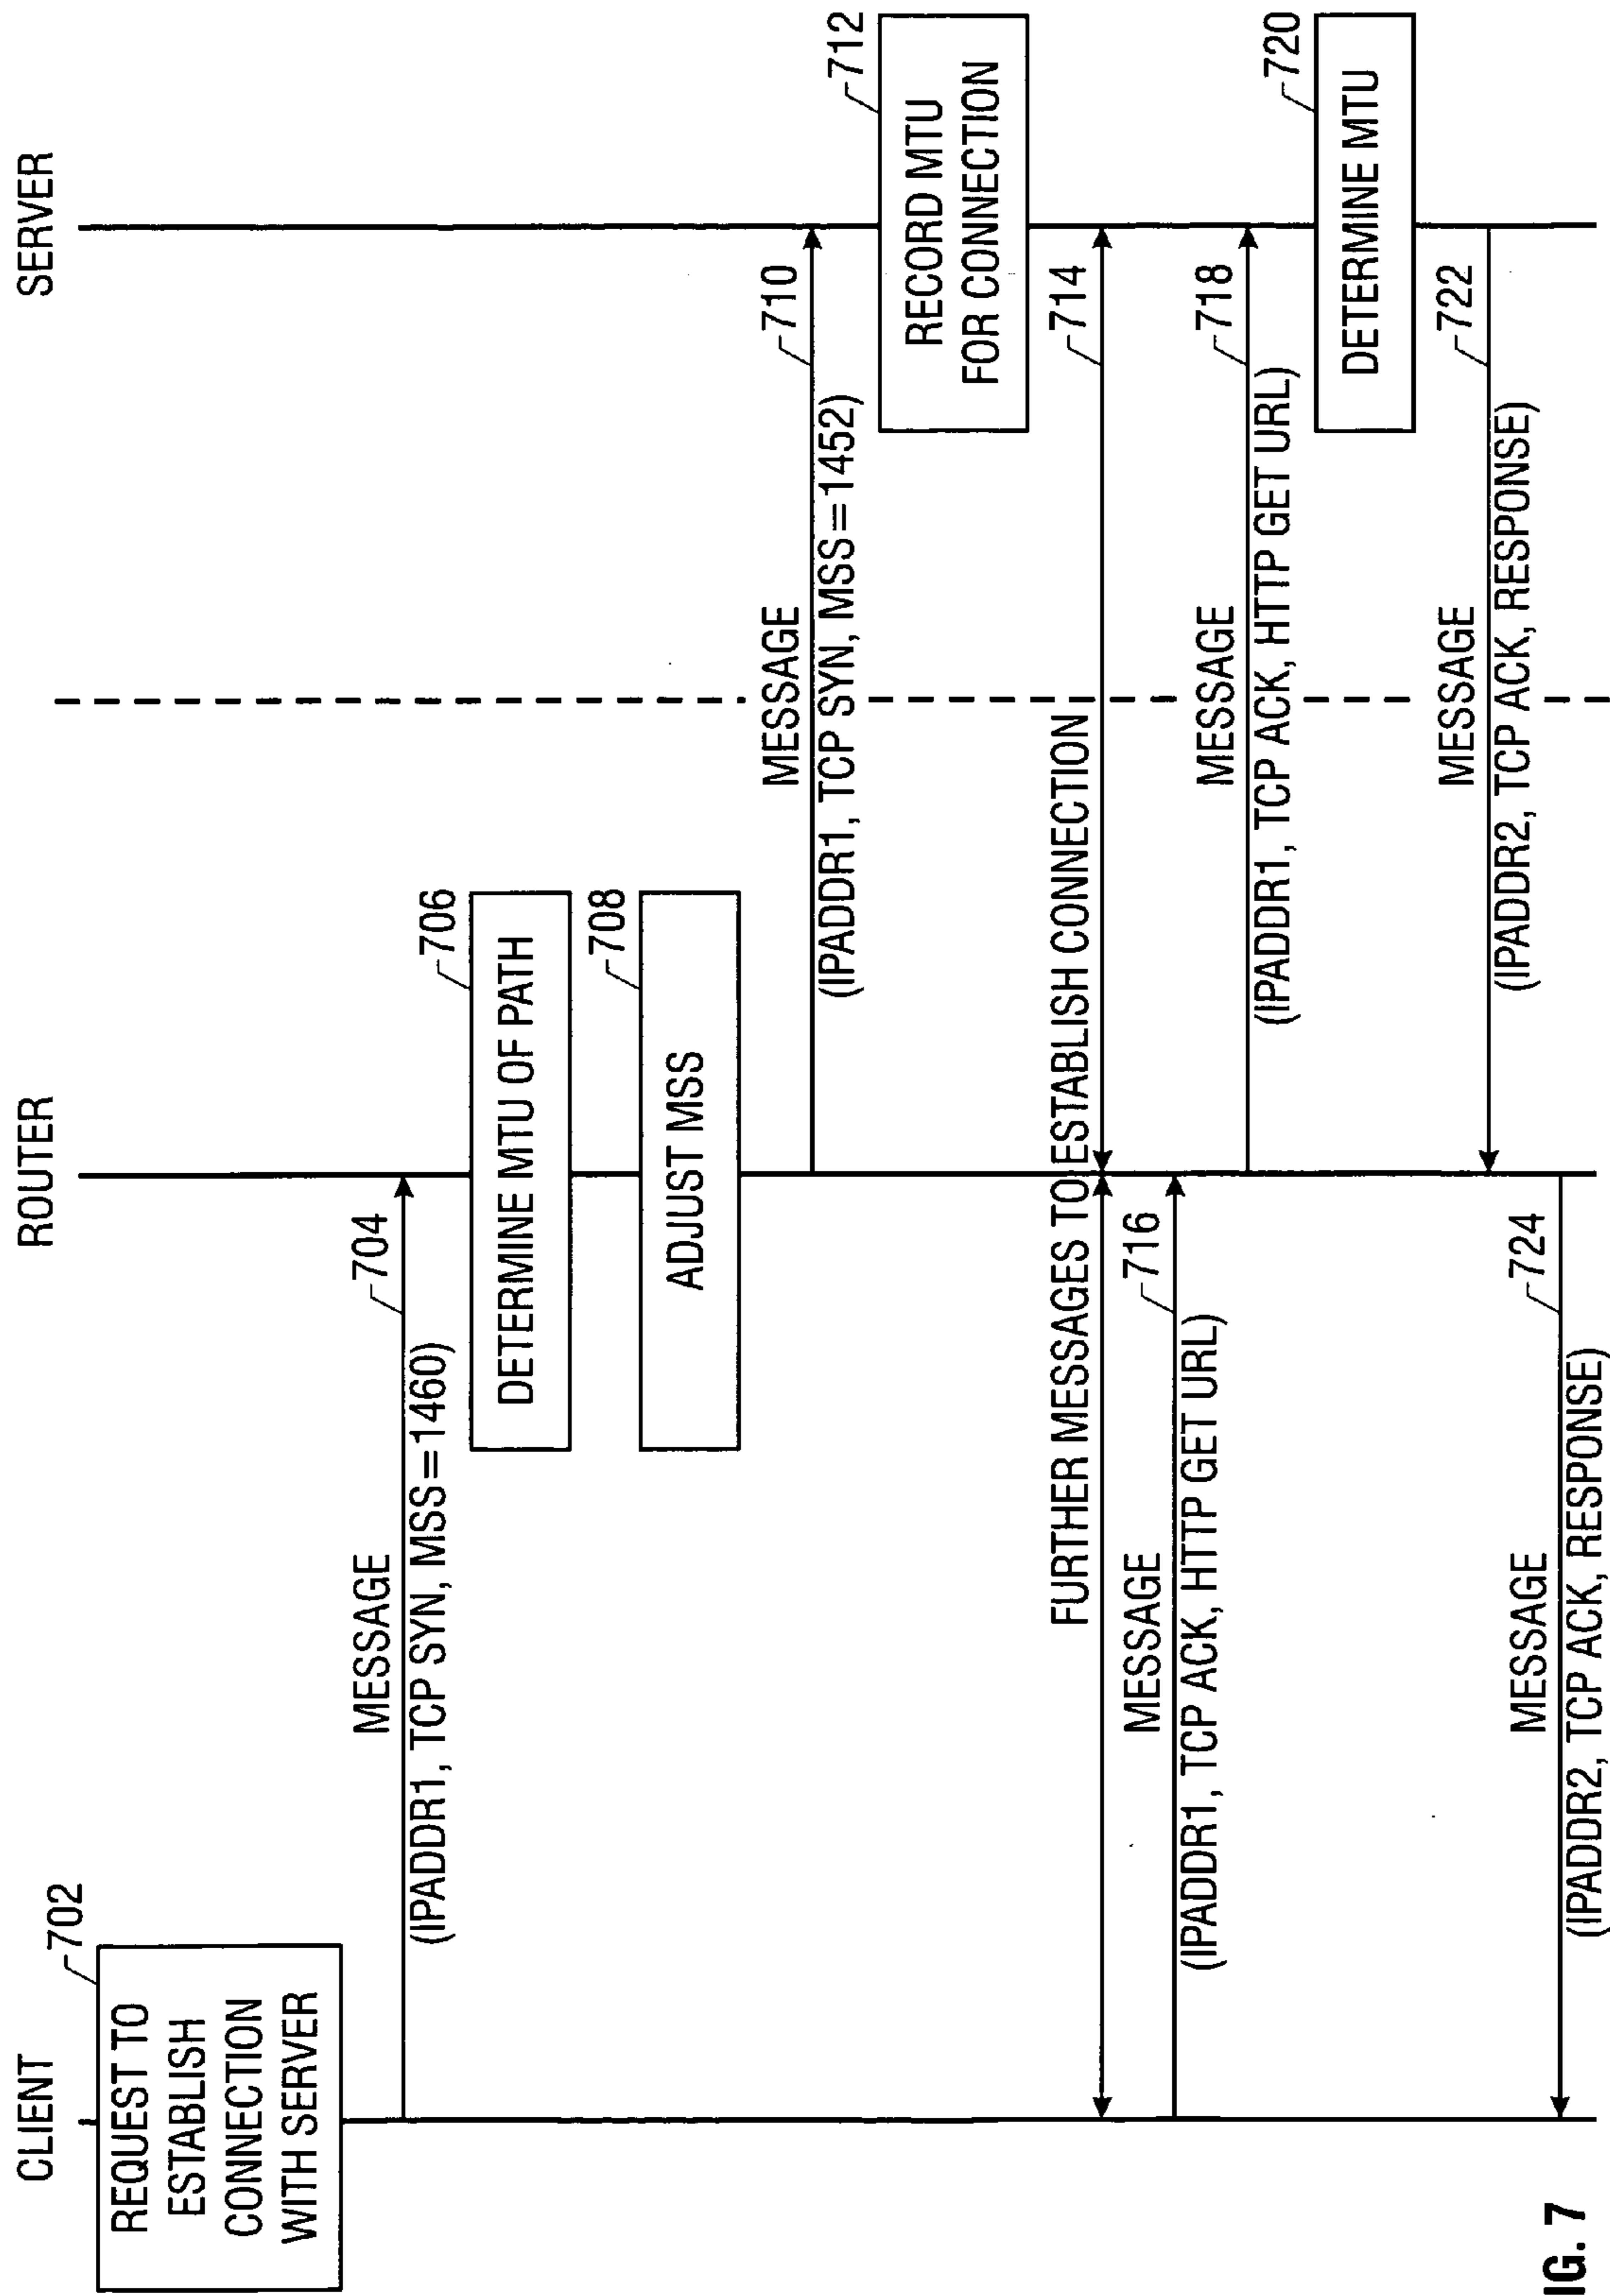 CLIENT
ROUTER
SERVER
702
REQUEST TO
ESTABLISH
CONNECTION
WITH SERVER
MESSAGE
704
(IPADDR1, TCP SYN, MSS=1460)
706
DETERMINE MTU OF PATH
708
ADJUST MSS
MESSAGE
710
(IPADDR1, TCP SYN, MSS=1452)
712
RECORD MTU
FOR CONNECTION
FURTHER MESSAGES TO ESTABLISH CONNECTION
714
MESSAGE
716
(IPADDR1, TCP ACK, HTTP GET URL)
MESSAGE
718
(IPADDR1, TCP ACK, HTTP GET URL)
720
DETERMINE MTU
MESSAGE
722
(IPADDR2, TCP ACK, RESPONSE)
MESSAGE
724
(IPADDR2, TCP ACK, RESPONSE)
IG. 7